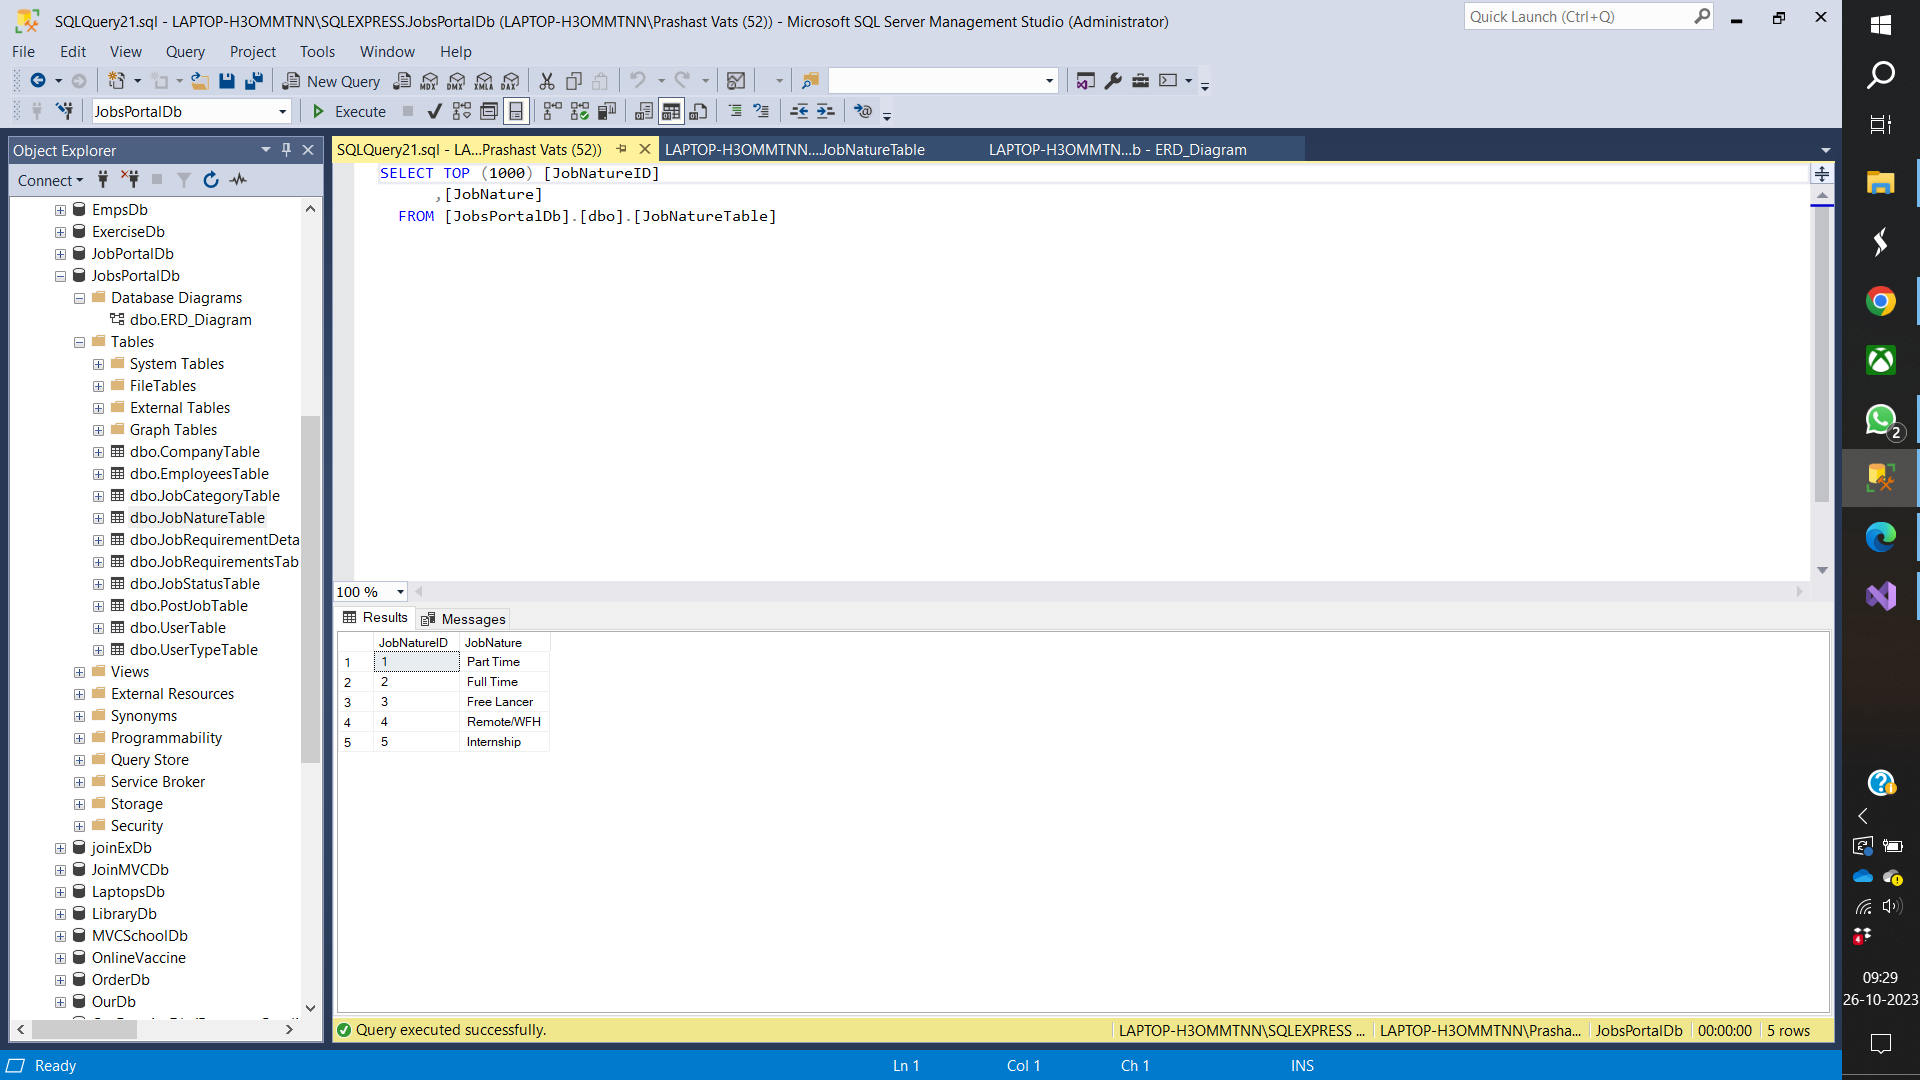 SQLQuery21.sql - LAPTOP-H3OMMTNN\SQLEXPRESS.JobsPortalDb (LAPTOP-H3OMMTNN\Prashast Vats (52)) - Microsoft SQL Server Management Studio (Administrator)
Quick Launch (Ctrl+Q)
File Edit View Query Project Tools Window Help
New Query MDX DMX XMLA DAX
JobsPortalDb Execute
Object Explorer
SQLQuery21.sql - LA...Prashast Vats (52)) LAPTOP-H3OMMTNN....JobNatureTable LAPTOP-H3OMMTN...b - ERD_Diagram
Connect
EmpsDb
ExerciseDb
JobPortalDb
JobsPortalDb
Database Diagrams
dbo.ERD_Diagram
Tables
System Tables
FileTables
External Tables
Graph Tables
dbo.CompanyTable
dbo.EmployeesTable
dbo.JobCategoryTable
dbo.JobNatureTable
dbo.JobRequirementDeta
dbo.JobRequirementsTab
dbo.JobStatusTable
dbo.PostJobTable
dbo.UserTable
dbo.UserTypeTable
Views
External Resources
Synonyms
Programmability
Query Store
Service Broker
Storage
Security
joinExDb
JoinMVCDb
LaptopsDb
LibraryDb
MVCSchoolDb
OnlineVaccine
OrderDb
OurDb
SELECT TOP (1000) [JobNatureID]
,[JobNature]
FROM [JobsPortalDb].[dbo].[JobNatureTable]
100 %
Results Messages
JobNatureID JobNature
1 1 Part Time
2 2 Full Time
3 3 Free Lancer
4 4 Remote/WFH
5 5 Internship
Query executed successfully. LAPTOP-H3OMMTNN\SQLEXPRESS ... LAPTOP-H3OMMTNN\Prasha... JobsPortalDb 00:00:00 5 rows
Ready Ln 1 Col 1 Ch 1 INS
2
4
09:29
26-10-2023